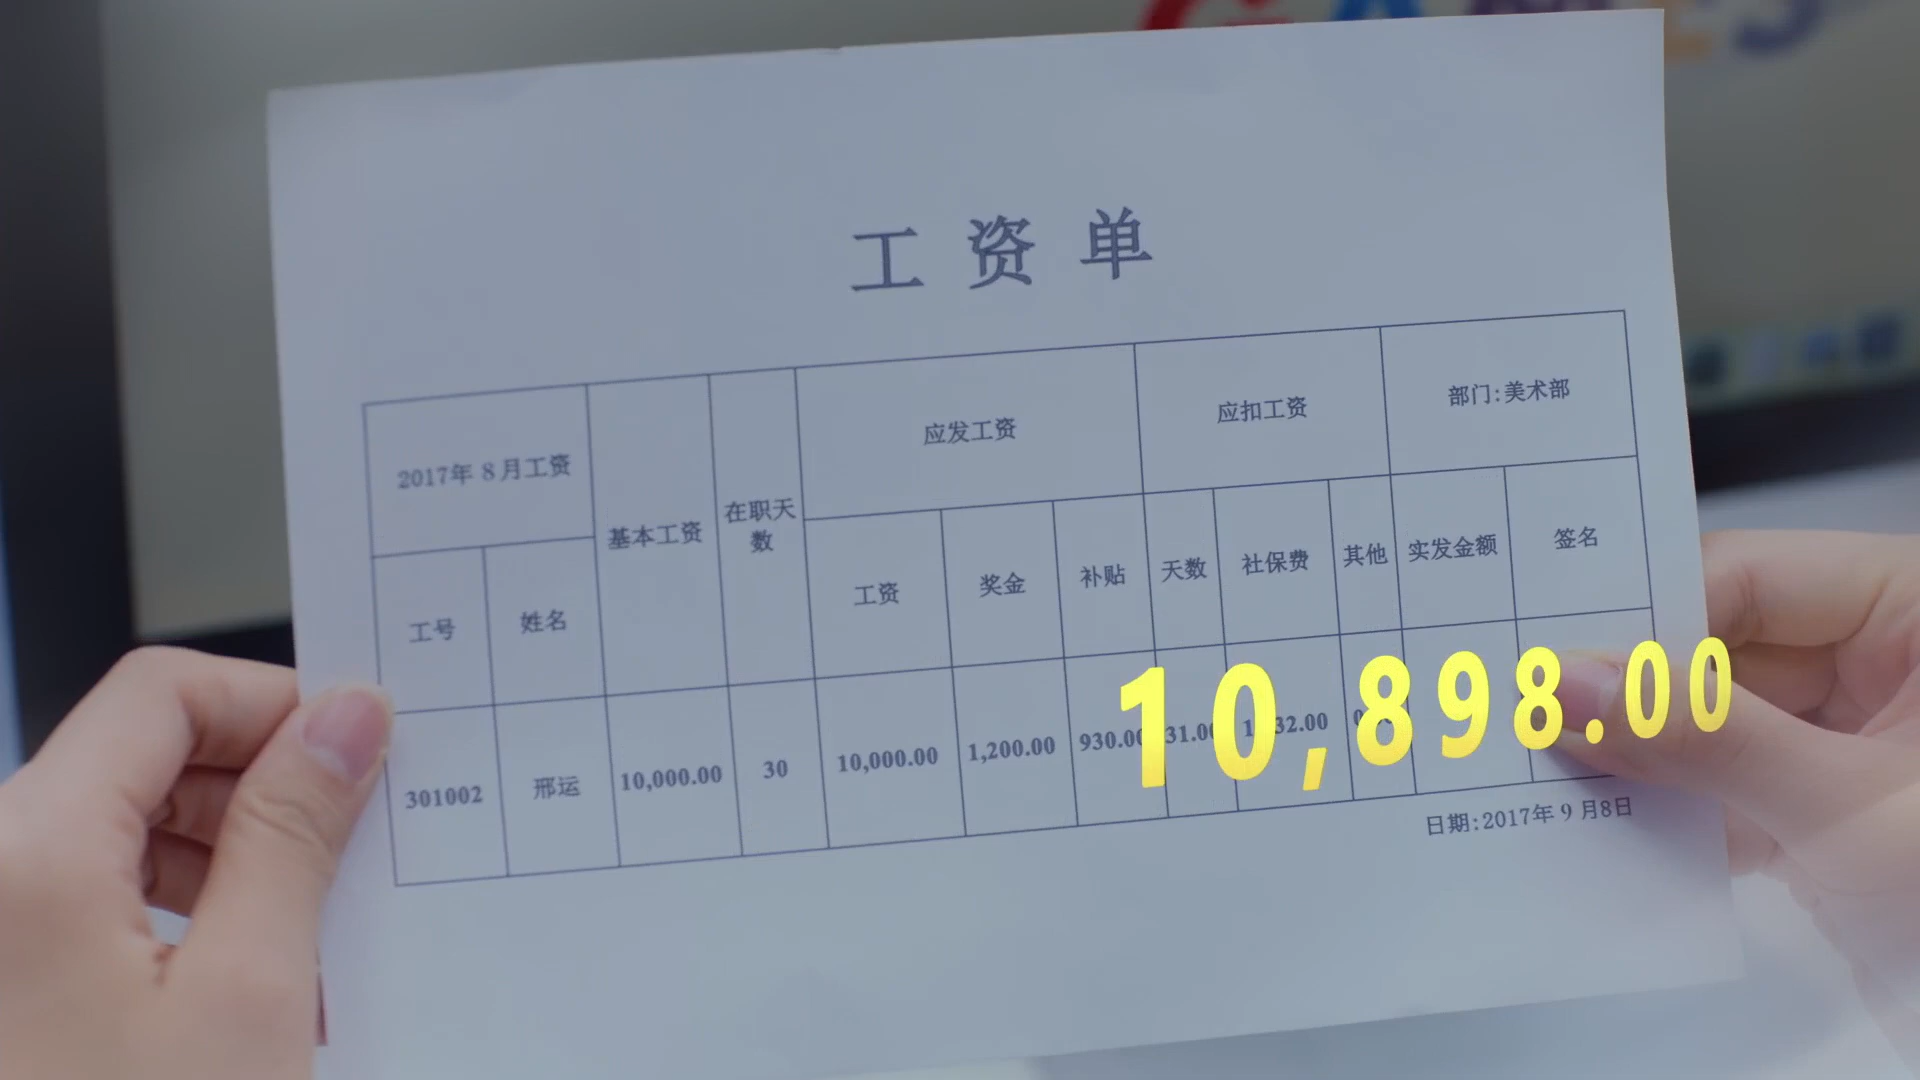 工资单
2017年8月工资
基本工资
在职天
数
应发工资
应扣工资
部门:美术部
工号
姓名
工资
奖金
补贴
天数
社保费
其他
实发金额
签名
301002
邢运
10,000.00
30
10,000.00
1,200.00
930.00
31.00
10,898.00
日期:2017年9月8日